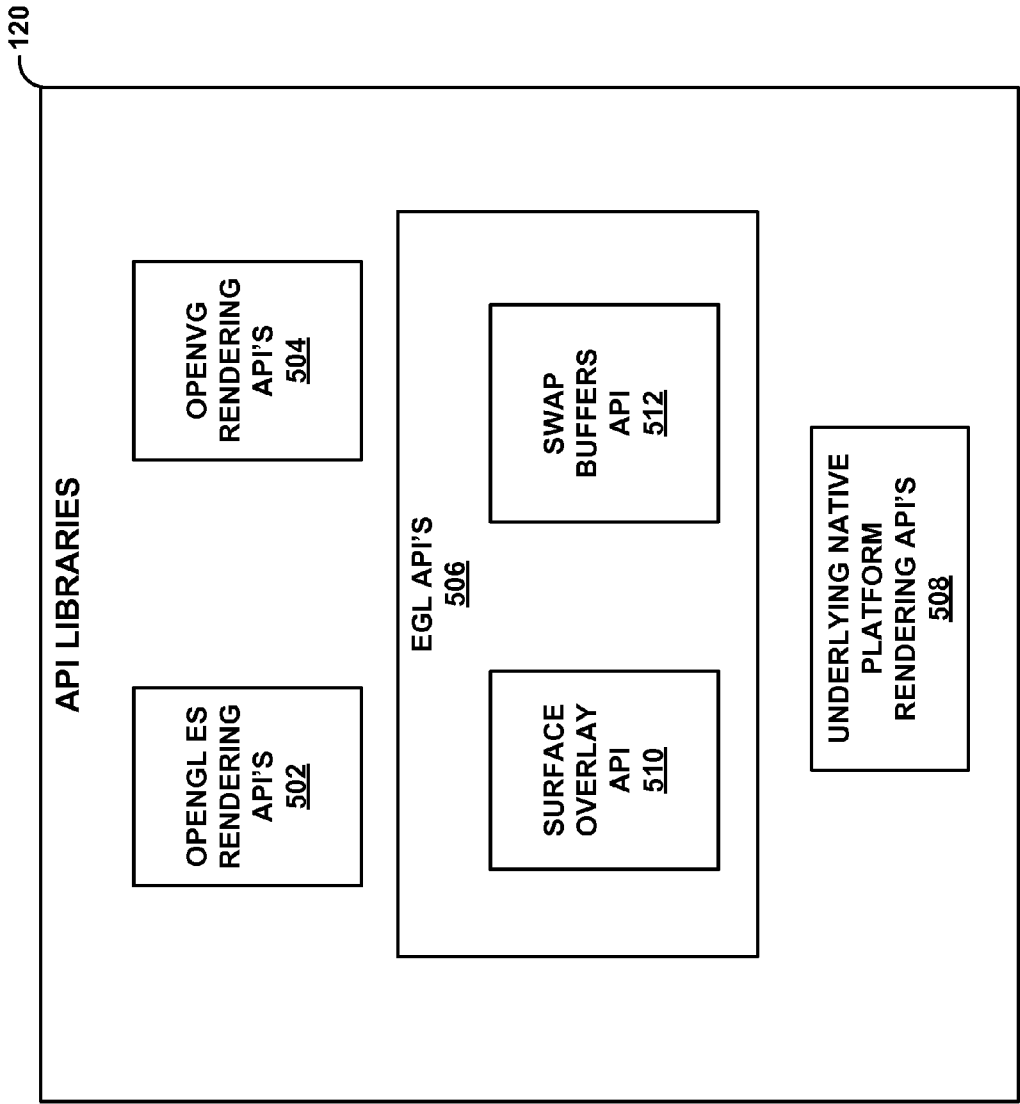 120
API LIBRARIES
OPENGL ES
RENDERING
API'S
502
OPENVG
RENDERING
API'S
504
EGL API'S
506
SURFACE
OVERLAY
API
510
SWAP
BUFFERS
API
512
UNDERLYING NATIVE
PLATFORM
RENDERING API'S
508